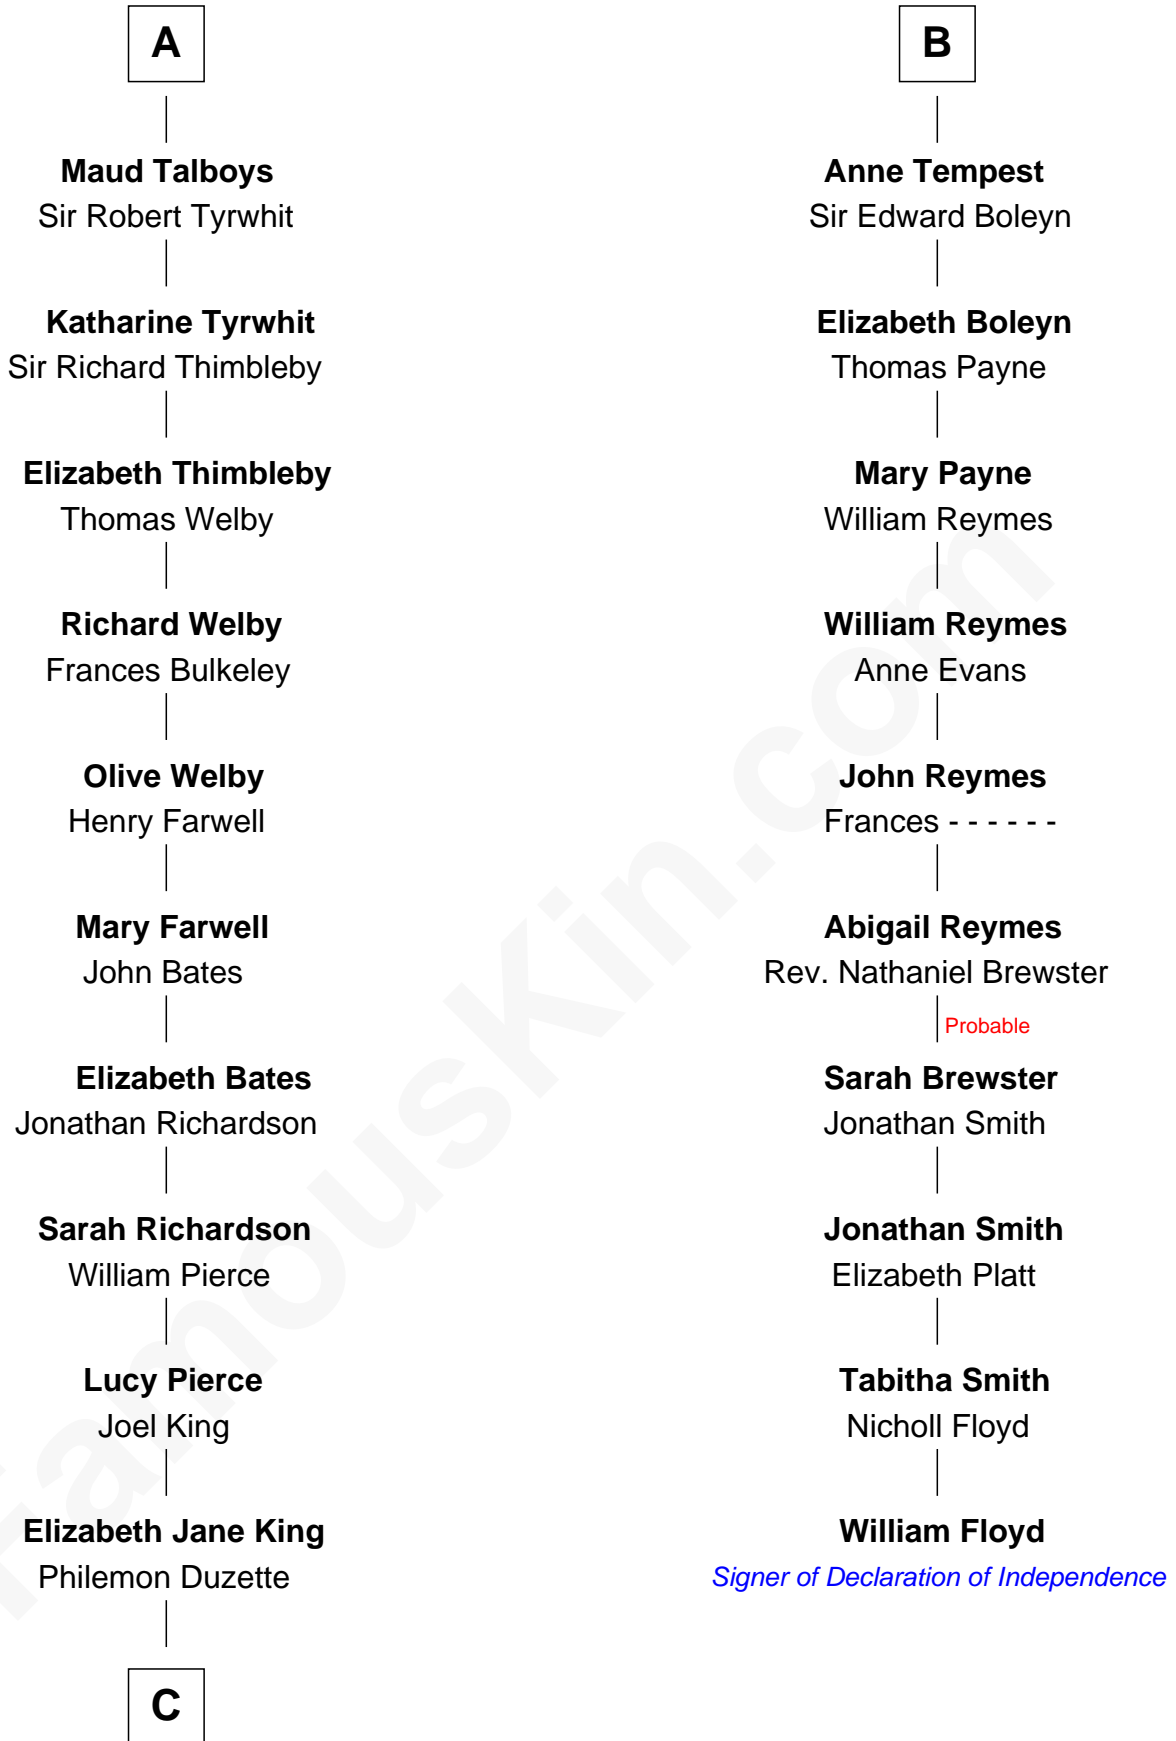 A
Maud Talboys
Sir Robert Tyrwhit
Katharine Tyrwhit
Sir Richard Thimbleby
Elizabeth Thimbleby
Thomas Welby
Richard Welby
Frances Bulkeley
Olive Welby
Henry Farwell
Mary Farwell
John Bates
Elizabeth Bates
Jonathan Richardson
Sarah Richardson
William Pierce
Lucy Pierce
Joel King
Elizabeth Jane King
Philemon Duzette
C
B
Anne Tempest
Sir Edward Boleyn
Elizabeth Boleyn
Thomas Payne
Mary Payne
William Reymes
William Reymes
Anne Evans
John Reymes
Frances - - - - - -
Abigail Reymes
Rev. Nathaniel Brewster
Probable
Sarah Brewster
Jonathan Smith
Jonathan Smith
Elizabeth Platt
Tabitha Smith
Nicholl Floyd
William Floyd
Signer of Declaration of Independence
FamousKin.com